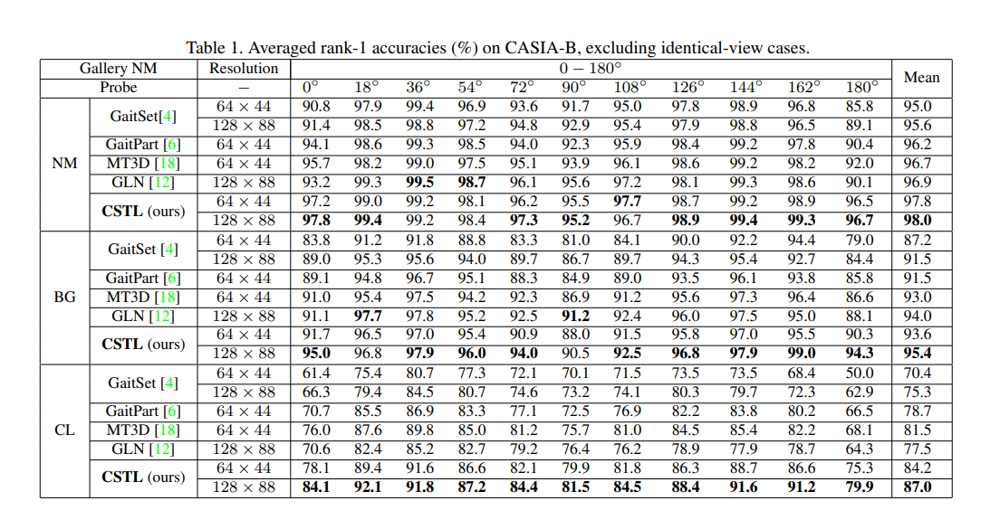 Table 1. Averaged rank-1 accuracies (%) on CASIA-B, excluding identical-view cases.
Gallery NM Resolution 0 − 180° Mean
Probe − 0° 18° 36° 54° 72° 90° 108° 126° 144° 162° 180°
NM GaitSet[4] 64 × 44 90.8 97.9 99.4 96.9 93.6 91.7 95.0 97.8 98.9 96.8 85.8 95.0
128 × 88 91.4 98.5 98.8 97.2 94.8 92.9 95.4 97.9 98.8 96.5 89.1 95.6
GaitPart [6] 64 × 44 94.1 98.6 99.3 98.5 94.0 92.3 95.9 98.4 99.2 97.8 90.4 96.2
MT3D [18] 64 × 44 95.7 98.2 99.0 97.5 95.1 93.9 96.1 98.6 99.2 98.2 92.0 96.7
GLN [12] 128 × 88 93.2 99.3 99.5 98.7 96.1 95.6 97.2 98.1 99.3 98.6 90.1 96.9
CSTL (ours) 64 × 44 97.2 99.0 99.2 98.1 96.2 95.5 97.7 98.7 99.2 98.9 96.5 97.8
128 × 88 97.8 99.4 99.2 98.4 97.3 95.2 96.7 98.9 99.4 99.3 96.7 98.0
BG GaitSet [4] 64 × 44 83.8 91.2 91.8 88.8 83.3 81.0 84.1 90.0 92.2 94.4 79.0 87.2
128 × 88 89.0 95.3 95.6 94.0 89.7 86.7 89.7 94.3 95.4 92.7 84.4 91.5
GaitPart [6] 64 × 44 89.1 94.8 96.7 95.1 88.3 84.9 89.0 93.5 96.1 93.8 85.8 91.5
MT3D [18] 64 × 44 91.0 95.4 97.5 94.2 92.3 86.9 91.2 95.6 97.3 96.4 86.6 93.0
GLN [12] 128 × 88 91.1 97.7 97.8 95.2 92.5 91.2 92.4 96.0 97.5 95.0 88.1 94.0
CSTL (ours) 64 × 44 91.7 96.5 97.0 95.4 90.9 88.0 91.5 95.8 97.0 95.5 90.3 93.6
128 × 88 95.0 96.8 97.9 96.0 94.0 90.5 92.5 96.8 97.9 99.0 94.3 95.4
CL GaitSet [4] 64 × 44 61.4 75.4 80.7 77.3 72.1 70.1 71.5 73.5 73.5 68.4 50.0 70.4
128 × 88 66.3 79.4 84.5 80.7 74.6 73.2 74.1 80.3 79.7 72.3 62.9 75.3
GaitPart [6] 64 × 44 70.7 85.5 86.9 83.3 77.1 72.5 76.9 82.2 83.8 80.2 66.5 78.7
MT3D [18] 64 × 44 76.0 87.6 89.8 85.0 81.2 75.7 81.0 84.5 85.4 82.2 68.1 81.5
GLN [12] 128 × 88 70.6 82.4 85.2 82.7 79.2 76.4 76.2 78.9 77.9 78.7 64.3 77.5
CSTL (ours) 64 × 44 78.1 89.4 91.6 86.6 82.1 79.9 81.8 86.3 88.7 86.6 75.3 84.2
128 × 88 84.1 92.1 91.8 87.2 84.4 81.5 84.5 88.4 91.6 91.2 79.9 87.0